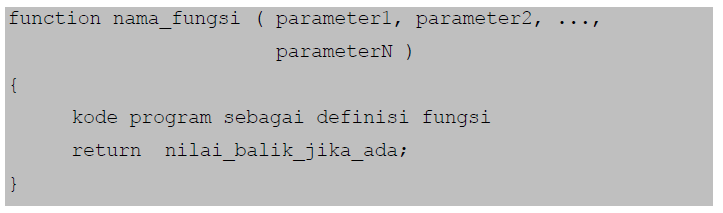 function nama_fungsi ( parameter1, parameter2, ...,
parameterN )
{
kode program sebagai definisi fungsi
return nilai_balik_jika_ada;
}